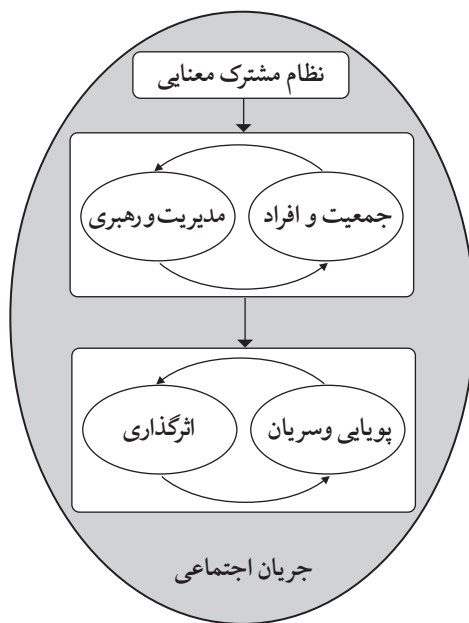 نظام مشترک معنایی
جمعیت و افراد
مدیریت و رهبری
پویایی وسریان
اثرگذاری
جریان اجتماعی